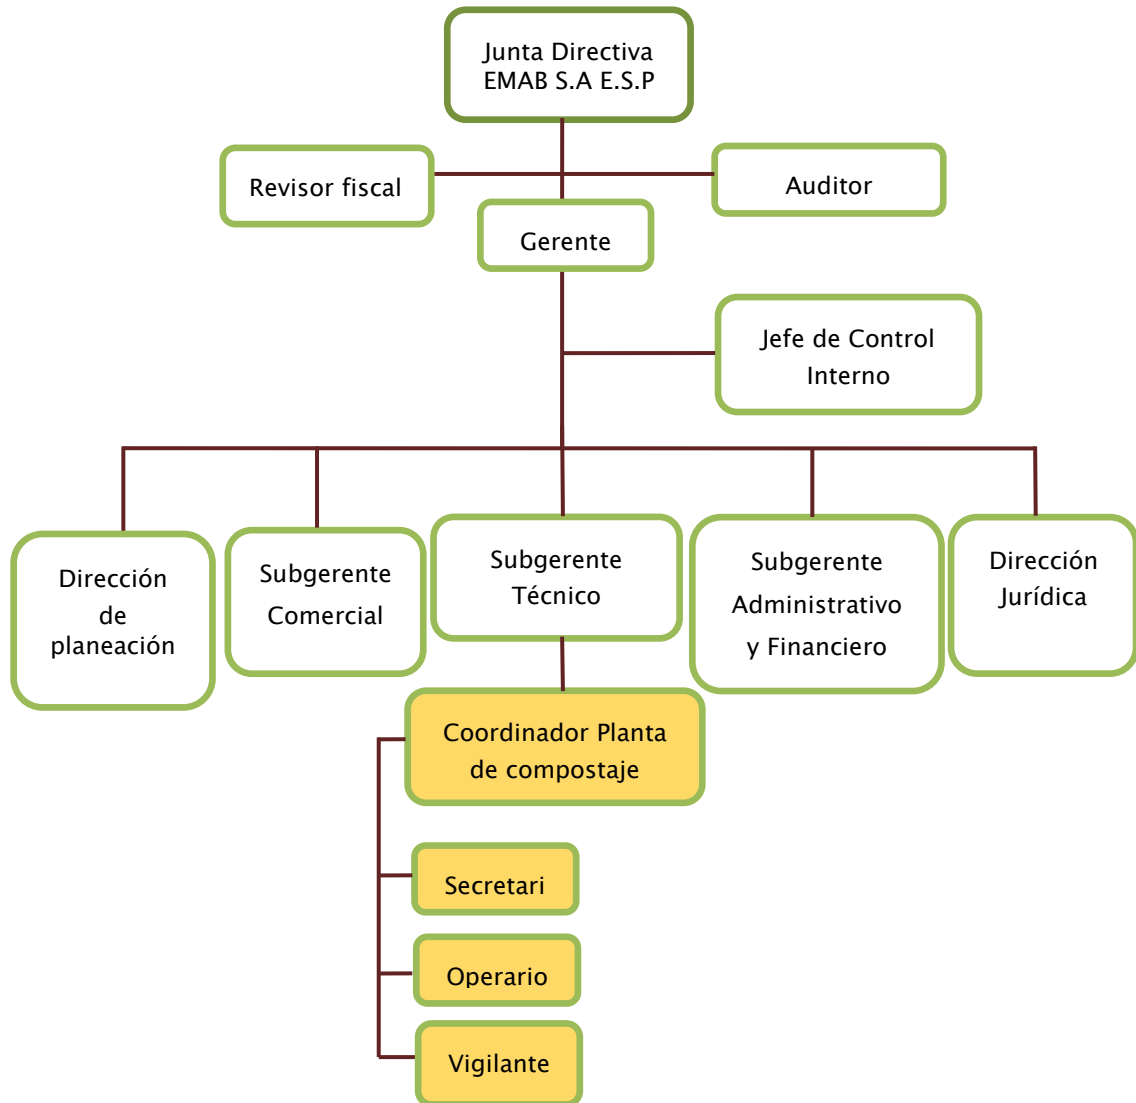 Junta Directiva
EMAB S.A E.S.P
Revisor fiscal
Auditor
Gerente
Jefe de Control
Interno
Dirección
de
planeación
Subgerente
Comercial
Subgerente
Técnico
Subgerente
Administrativo
y Financiero
Dirección
Jurídica
Coordinador Planta
de compostaje
Secretari
Operario
Vigilante